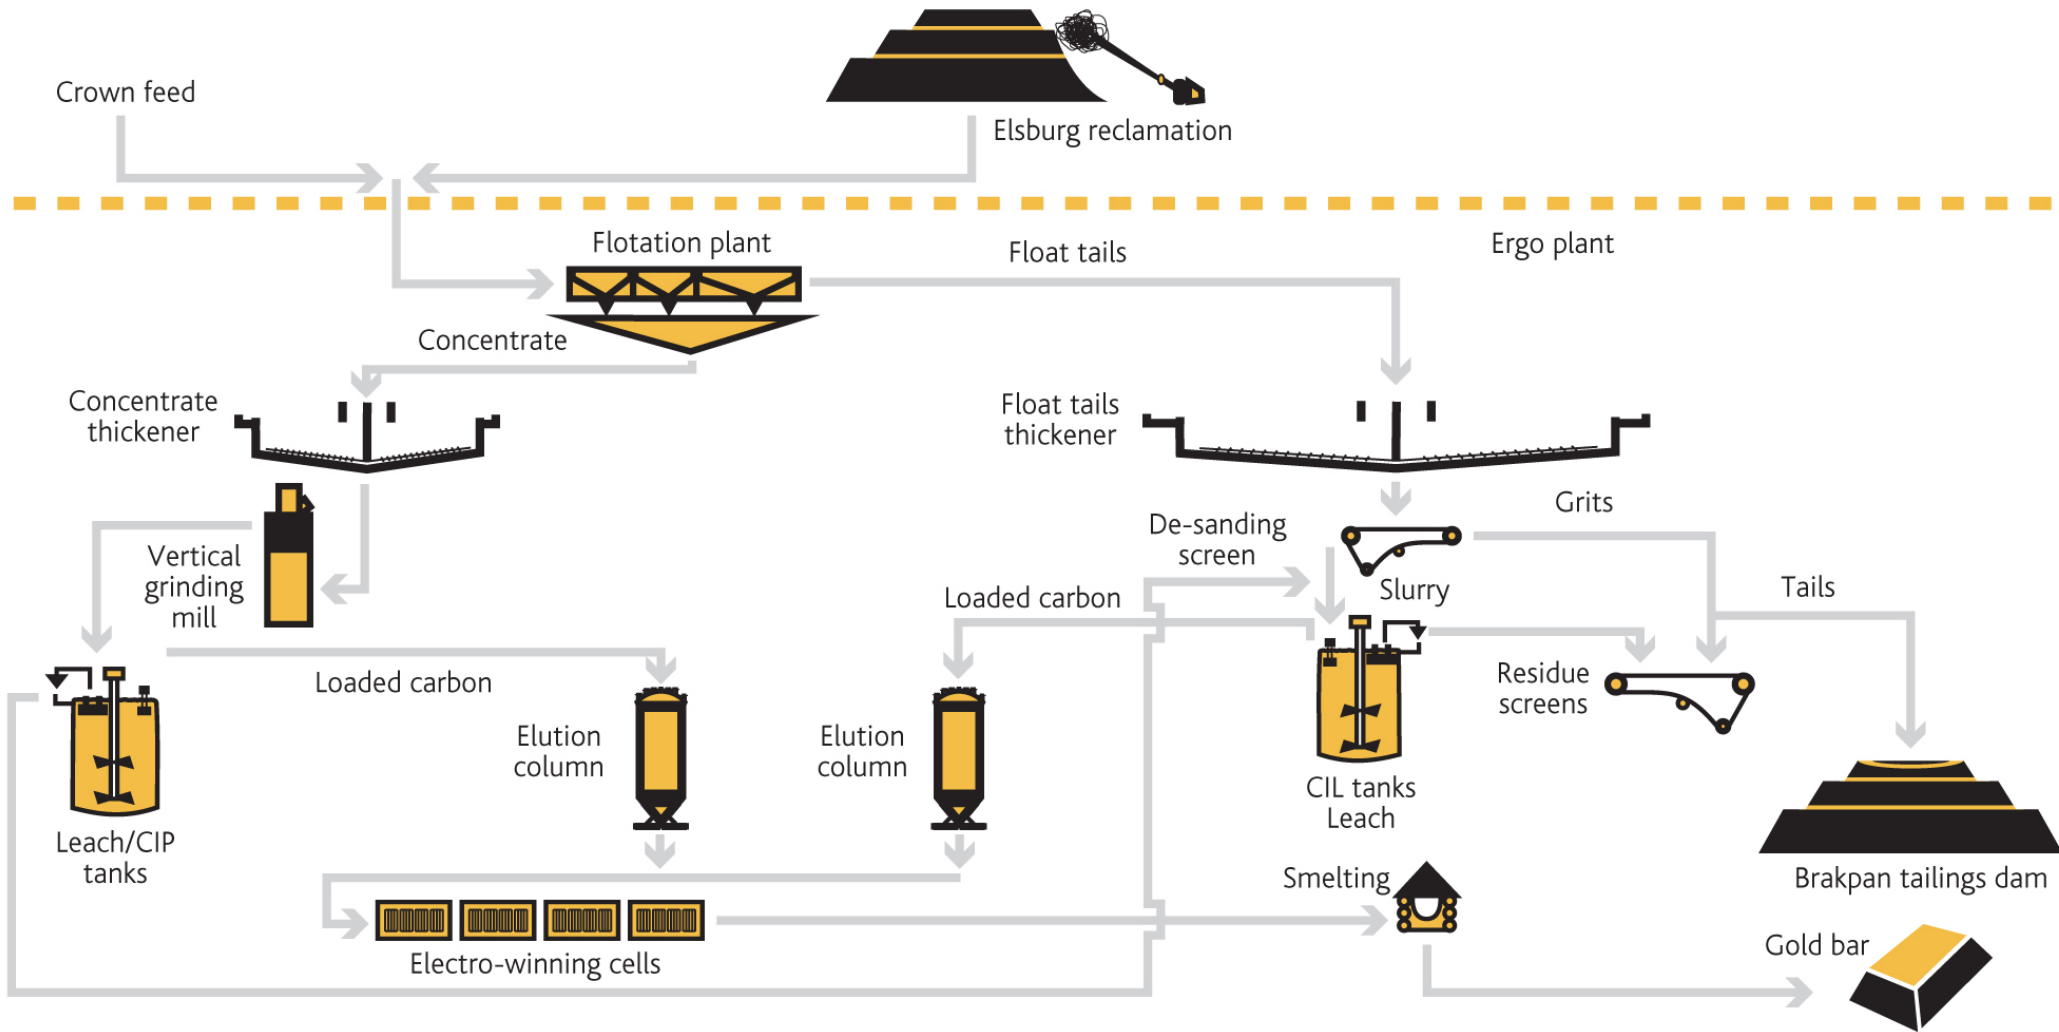 Crown feed
Elsburg reclamation
Flotation plant
Float tails
Ergo plant
Concentrate
Concentrate
thickener
Float tails
thickener
Grits
De-sanding
screen
Vertical
grinding
mill
Slurry
Tails
Loaded carbon
Loaded carbon
Residue
screens
Elution
column
Elution
column
CIL tanks
Leach
Leach/CIP
tanks
Smelting
Brakpan tailings dam
Gold bar
Electro-winning cells